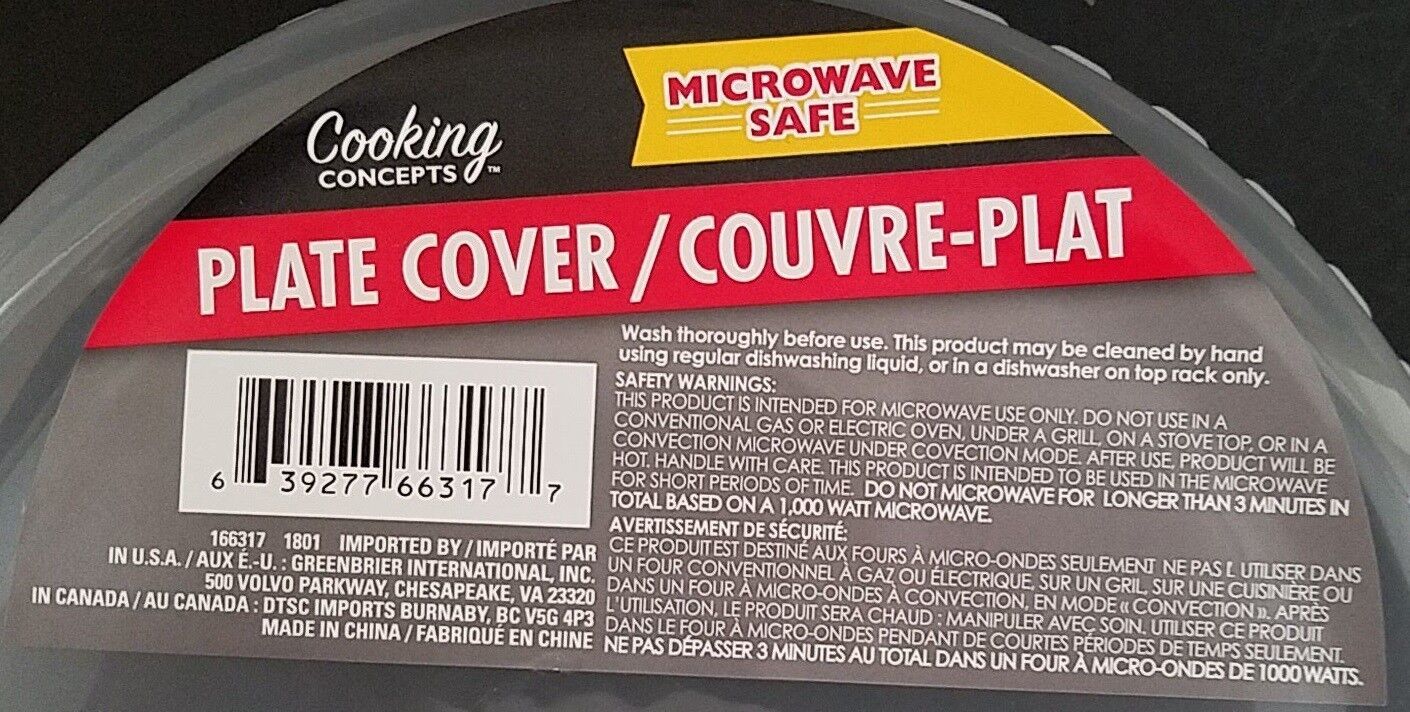 Cooking
CONCEPTS™
MICROWAVE
SAFE
PLATE COVER / COUVRE-PLAT
Wash thoroughly before use. This product may be cleaned by hand
using regular dishwashing liquid, or in a dishwasher on top rack only.
SAFETY WARNINGS:
THIS PRODUCT IS INTENDED FOR MICROWAVE USE ONLY. DO NOT USE IN A
CONVENTIONAL GAS OR ELECTRIC OVEN, UNDER A GRILL, ON A STOVE TOP, OR IN A
CONVECTION MICROWAVE UNDER COVECTION MODE. AFTER USE, PRODUCT WILL BE
HOT. HANDLE WITH CARE. THIS PRODUCT IS INTENDED TO BE USED IN THE MICROWAVE
FOR SHORT PERIODS OF TIME. DO NOT MICROWAVE FOR LONGER THAN 3 MINUTES IN
TOTAL BASED ON A 1,000 WATT MICROWAVE.
AVERTISSEMENT DE SÉCURITÉ:
CE PRODUIT EST DESTINÉ AUX FOURS À MICRO-ONDES SEULEMENT NE PAS L UTILISER DANS
UN FOUR CONVENTIONNEL À GAZ OU ÉLECTRIQUE, SUR UN GRIL, SUR UNE CUISINIÈRE OU
DANS UN FOUR À MICRO-ONDES À CONVECTION, EN MODE « CONVECTION ». APRÈS
L'UTILISATION, LE PRODUIT SERA CHAUD : MANIPULER AVEC SOIN. UTILISER CE PRODUIT
DANS LE FOUR À MICRO-ONDES PENDANT DE COURTES PÉRIODES DE TEMPS SEULEMENT.
NE PAS DÉPASSER 3 MINUTES AU TOTAL DANS UN FOUR À MICRO-ONDES DE 1000 WATTS.
6 39277 66317 7
166317 1801 IMPORTED BY / IMPORTÉ PAR
IN U.S.A. / AUX É.-U. : GREENBRIER INTERNATIONAL, INC.
500 VOLVO PARKWAY, CHESAPEAKE, VA 23320
IN CANADA / AU CANADA : DTSC IMPORTS BURNABY, BC V5G 4P3
MADE IN CHINA / FABRIQUÉ EN CHINE